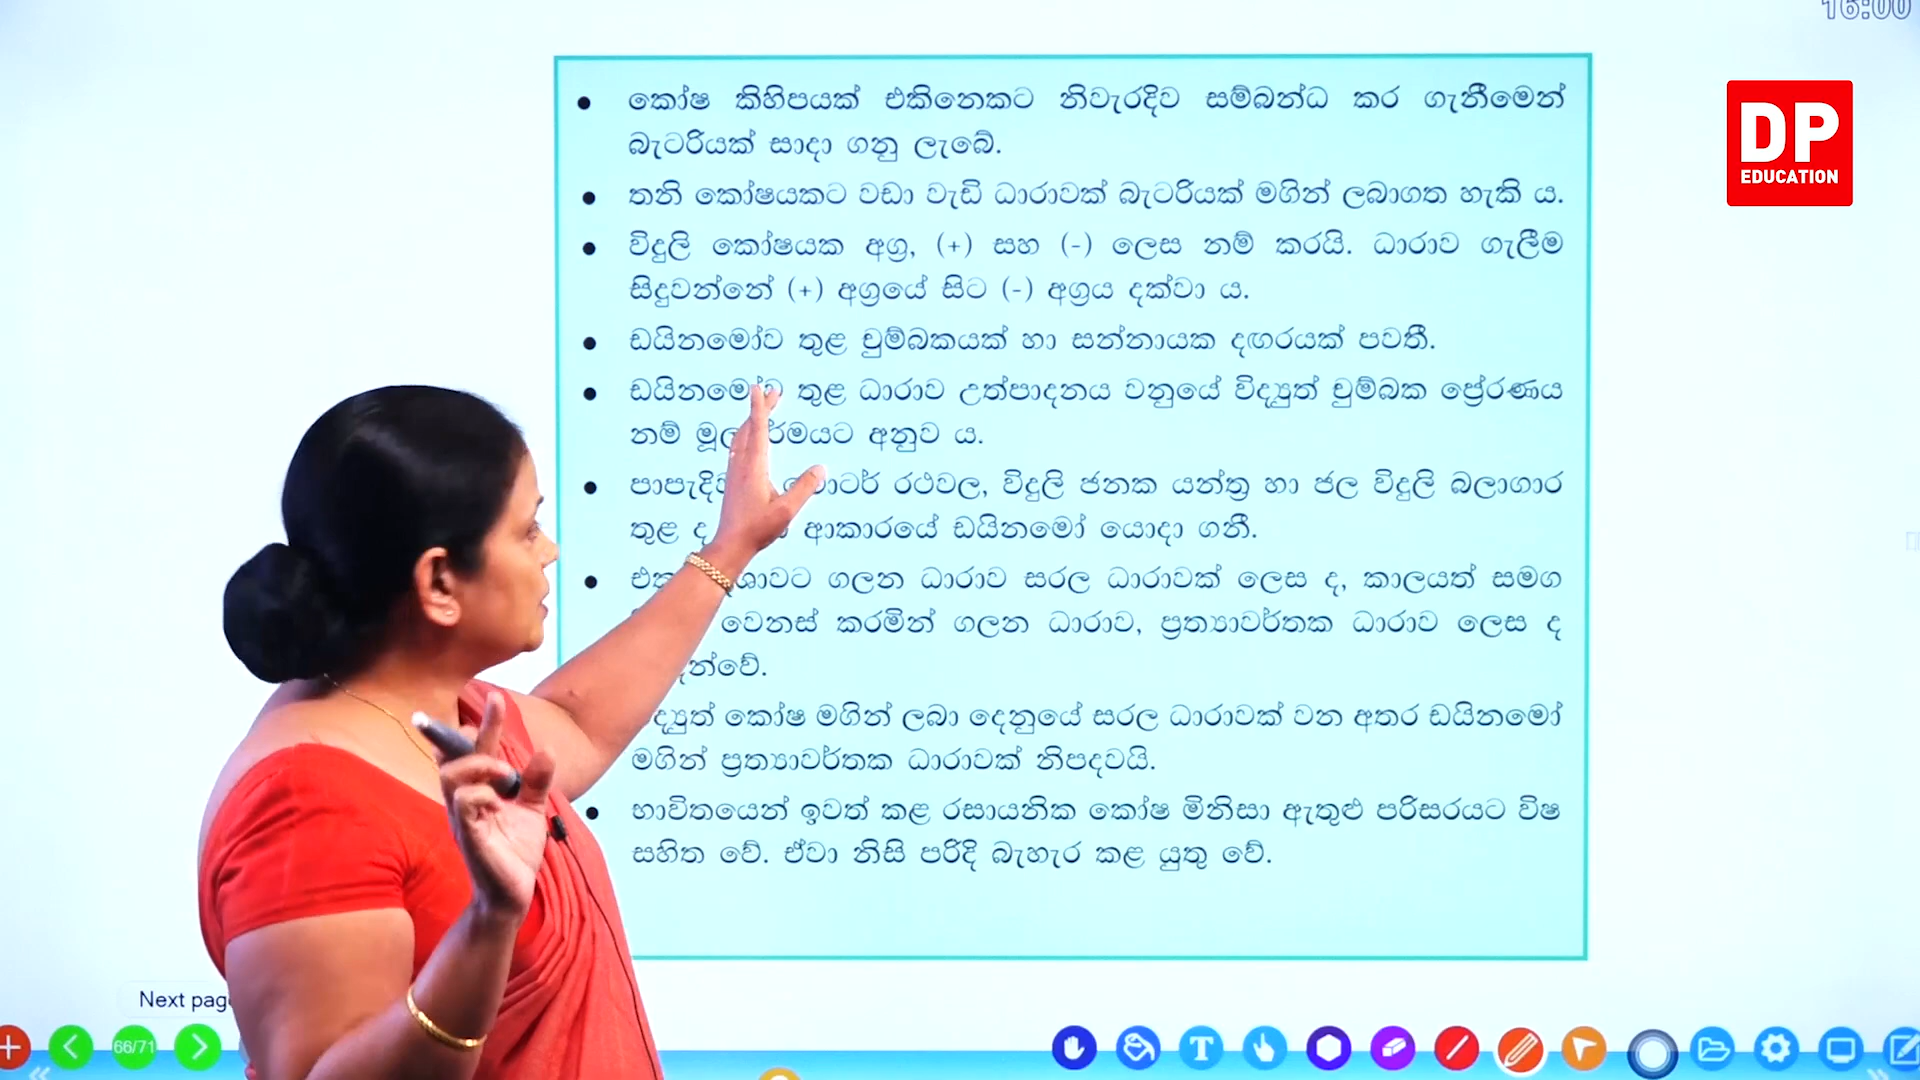 16:00
DP
EDUCATION
● කෝෂ කිහිපයක් එකිනෙකට නිවැරදිව සම්බන්ධ කර ගැනීමෙන්
බැටරියක් සාදා ගනු ලැබේ.
● තනි කෝෂයකට වඩා වැඩි ධාරාවක් බැටරියක් මගින් ලබාගත හැකි ය.
● විදුලි කෝෂයක අග්‍ර, (+) සහ (-) ලෙස නම් කරයි. ධාරාව ගැලීම
සිදුවන්නේ (+) අග්‍රයේ සිට (-) අග්‍රය දක්වා ය.
● ඩයිනමෝව තුළ චුම්බකයක් හා සන්නායක දඟරයක් පවතී.
● ඩයිනමෝව තුළ ධාරාව උත්පාදනය වනුයේ විද්‍යුත් චුම්බක ප්‍රේරණය
නම් අනුව ය.
● රථවල, විදුලි ජනක යන්ත්‍ර හා ජල විදුලි බලාගාර
තුළ ද ආකාරයේ ඩයිනමෝ යොදා ගනී.
● ගලන ධාරාව සරල ධාරාවක් ලෙස ද, කාලයත් සමග
වෙනස් කරමින් ගලන ධාරාව, ප්‍රත්‍යාවර්තක ධාරාව ලෙස ද
කෝෂ මගින් ලබා දෙනුයේ සරල ධාරාවක් වන අතර ඩයිනමෝ
මගින් ප්‍රත්‍යාවර්තක ධාරාවක් නිපදවයි.
● භාවිතයෙන් ඉවත් කළ රසායනික කෝෂ මිනිසා ඇතුළු පරිසරයට විෂ
සහිත වේ. ඒවා නිසි පරිදි බැහැර කළ යුතු වේ.
Next page
66/71
T